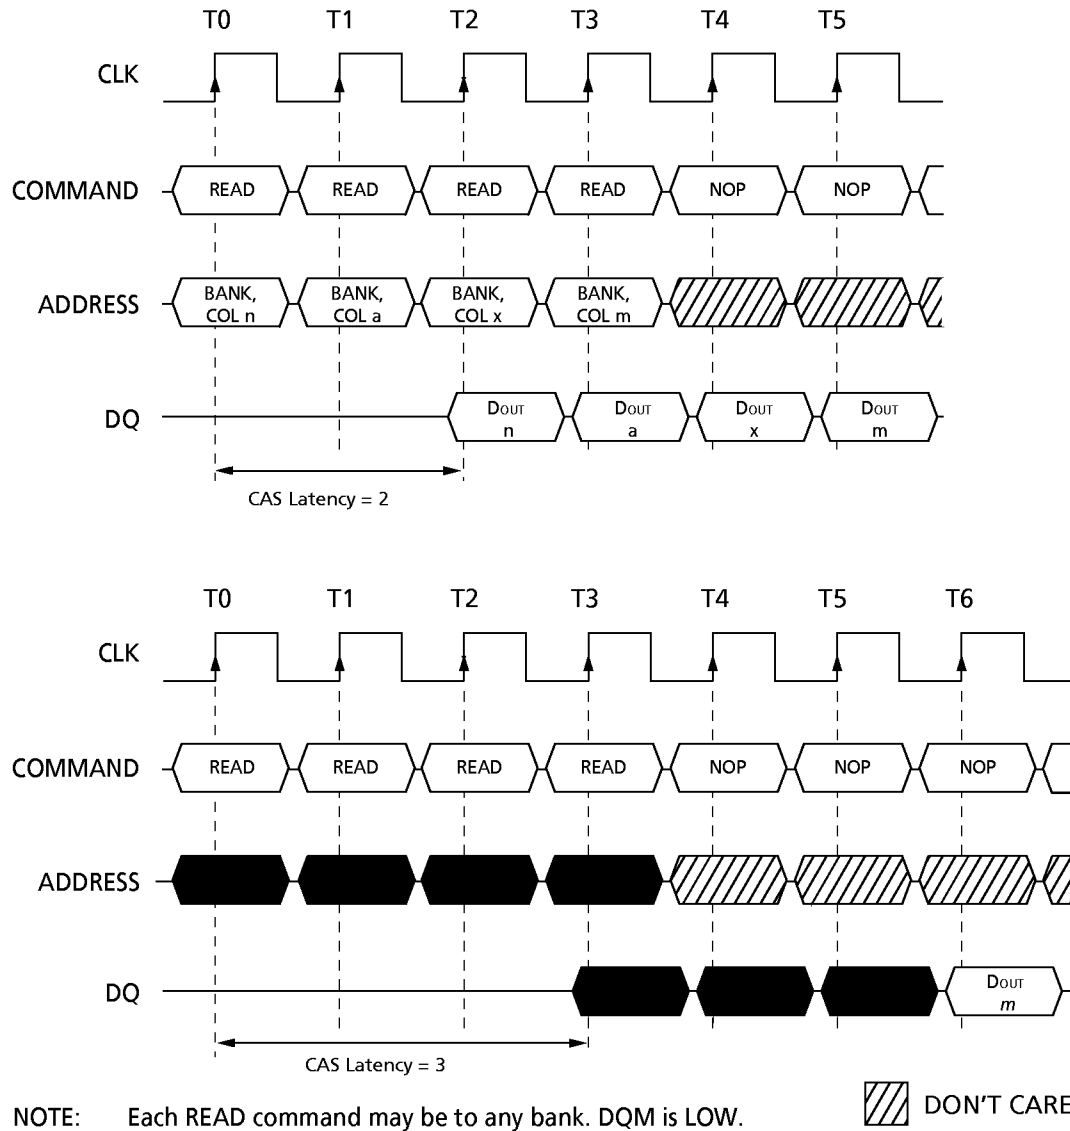 T0 T1 T2 T3 T4 T5
CLK
COMMAND READ READ READ READ NOP NOP
BANK, BANK, BANK, BANK,
ADDRESS
COL n COL a COL x COL m
DOUT DOUT DOUT DOUT
DQ
n a x m
CAS Latency = 2
T0 T1 T2 T3 T4 T5 T6
CLK
COMMAND READ READ READ READ NOP NOP NOP
ADDRESS
DOUT
DQ
m
CAS Latency = 3
NOTE: Each READ command may be to any bank. DQM is LOW.
DON'T CARE